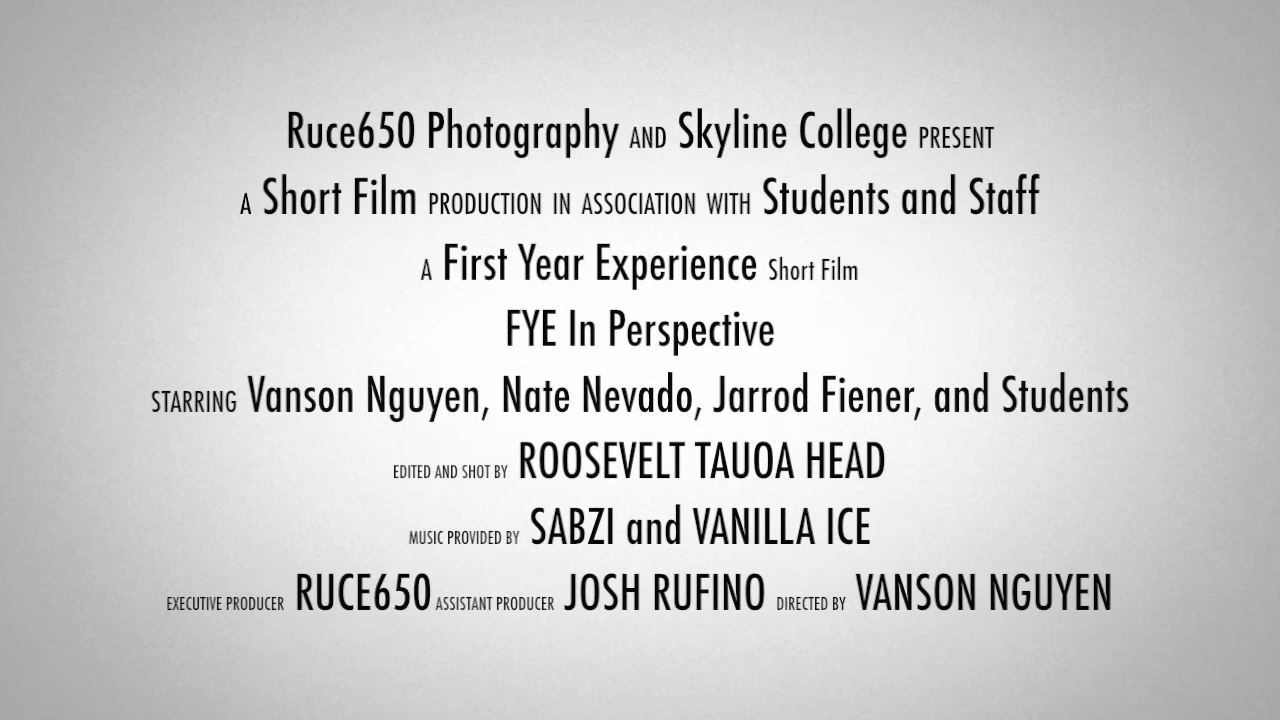 Ruce650 Photography AND Skyline College PRESENT
A Short Film PRODUCTION IN ASSOCIATION WITH Students and Staff
A First Year Experience Short Film
FYE In Perspective
STARRING Vanson Nguyen, Nate Nevado, Jarrod Fiener, and Students
EDITED AND SHOT BY ROOSEVELT TAUOA HEAD
MUSIC PROVIDED BY SABZI and VANILLA ICE
EXECUTIVE PRODUCER RUCE650 ASSISTANT PRODUCER JOSH RUFINO DIRECTED BY VANSON NGUYEN